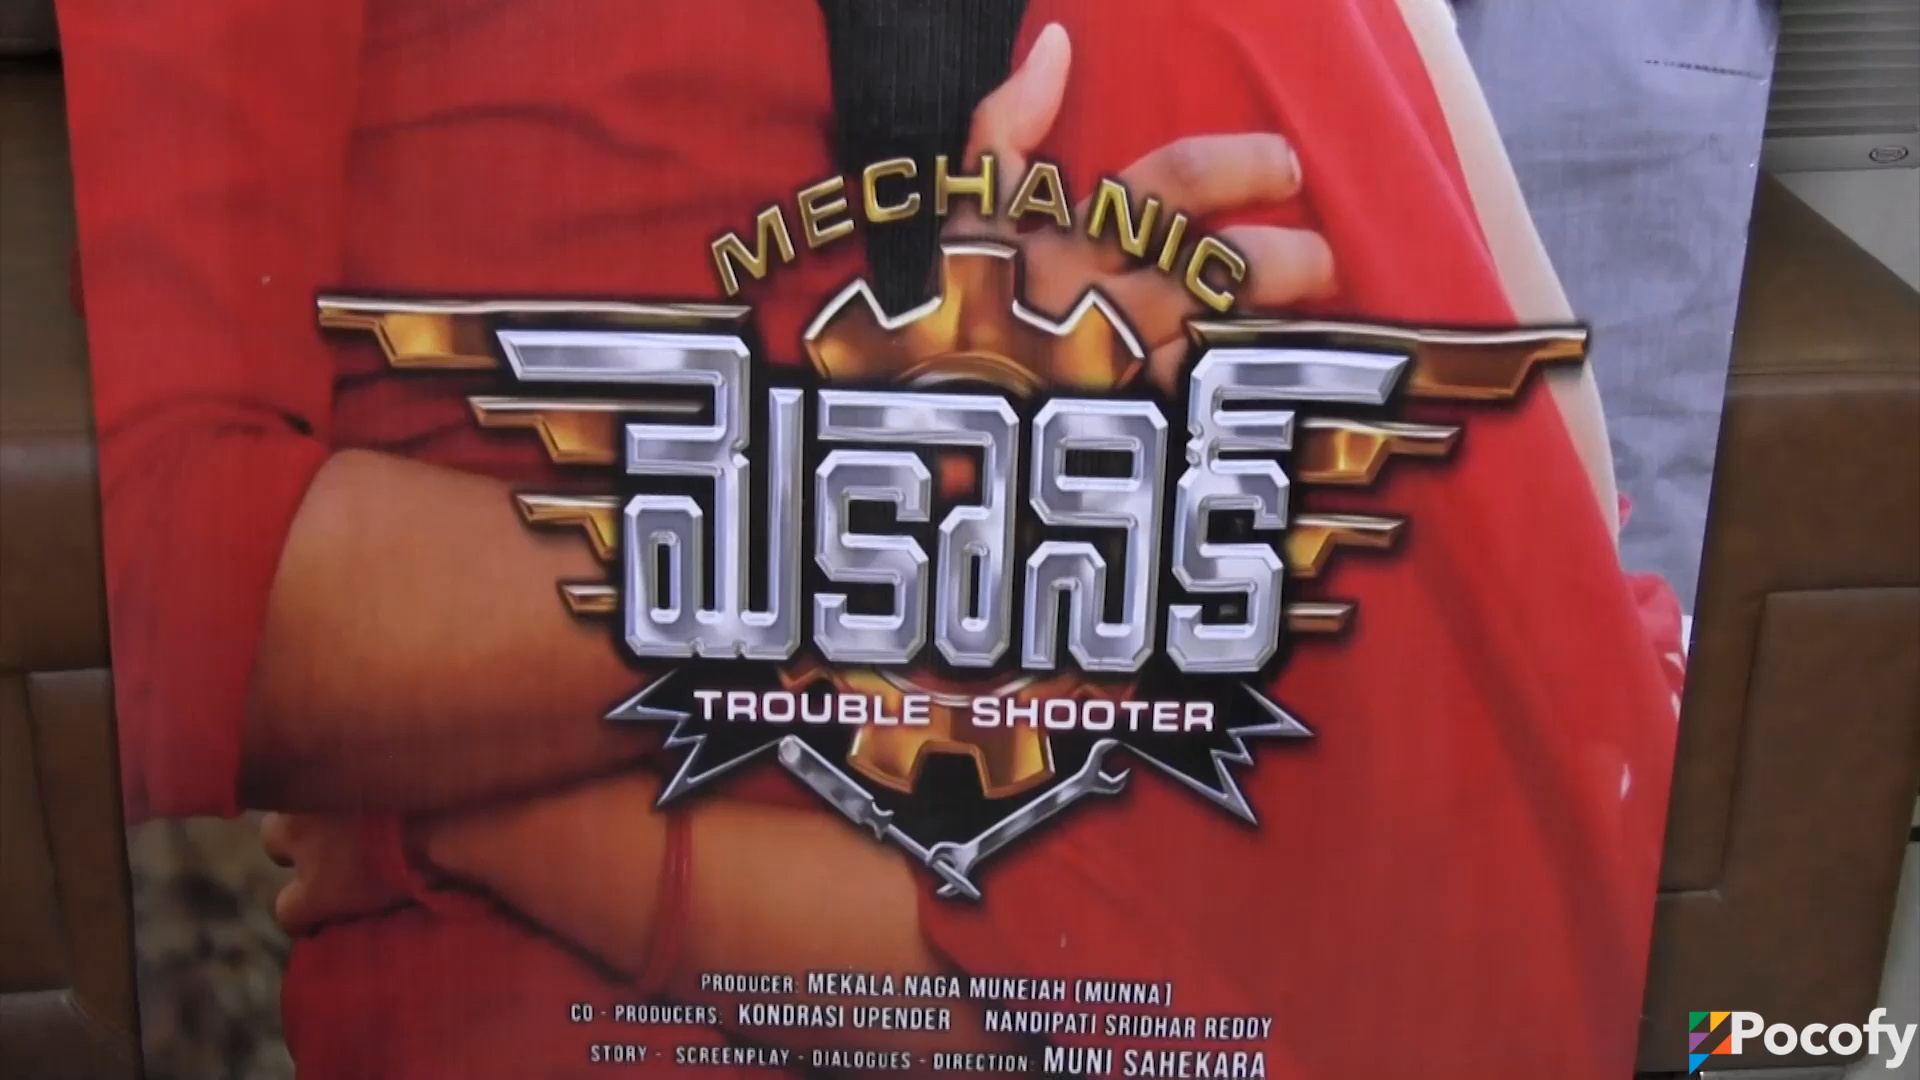 MECHANIC
మెకానిక్
TROUBLE SHOOTER
PRODUCER: MEKALA.NAGA MUNEIAH (MUNNA)
CO - PRODUCERS: KONDRASI UPENDER NANDIPATI SRIDHAR REDDY
STORY - SCREENPLAY - DIALOGUES - DIRECTION: MUNI SAHEKARA
Pocofy